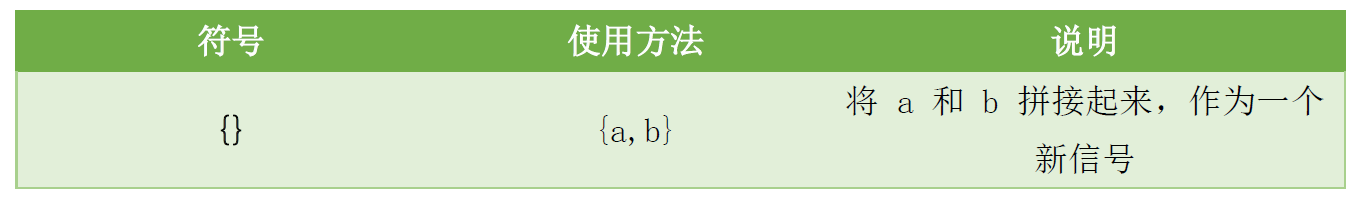 符号 使用方法 说明
{} {a,b} 将 a 和 b 拼接起来，作为一个
新信号